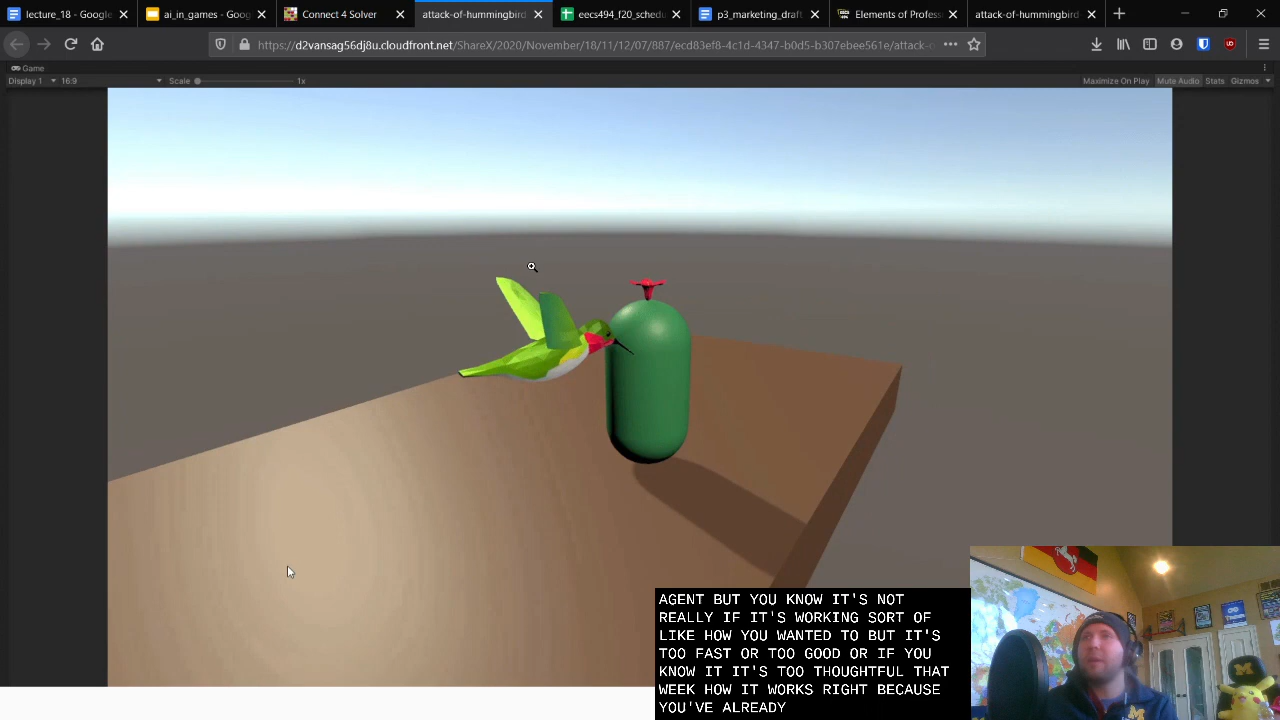 lecture_18 - Google
ai_in_games - Goog
Connect 4 Solver
attack-of-hummingbird
eecs494_f20_schedu
p3_marketing_draft
Elements of Profess
attack-of-hummingbird
https://d2vansag56dj8u.cloudfront.net/ShareX/2020/November/18/11/12/07/887/ecd83ef8-4c1d-4347-b0d5-b307ebee561e/attack-o
Game
Display 1
16:9
Scale
1x
Maximize On Play
Mute Audio
Stats
Gizmos
AGENT BUT YOU KNOW IT'S NOT
REALLY IF IT'S WORKING SORT OF
LIKE HOW YOU WANTED TO BUT IT'S
TOO FAST OR TOO GOOD OR IF YOU
KNOW IT IT'S TOO THOUGHTFUL THAT
WEEK HOW IT WORKS RIGHT BECAUSE
YOU'VE ALREADY
M